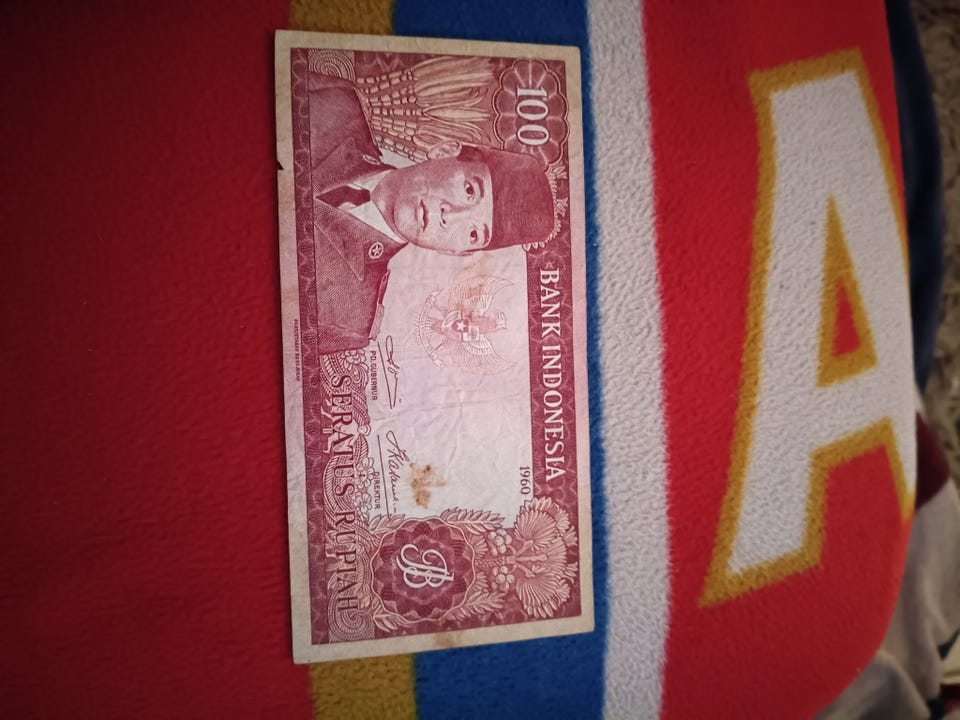 100
BANK INDONESIA
1960
PD. GUBERNUR
DIREKTUR
SERATUS RUPIAH
B
A